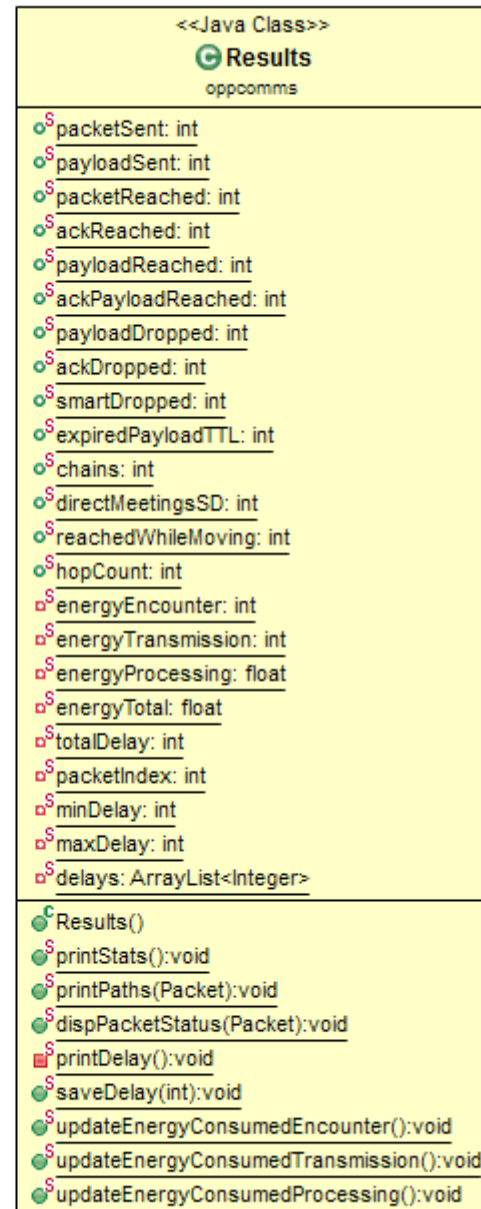 <<Java Class>>
C Results
oppcomms
S packetSent: int
S payloadSent: int
S packetReached: int
S ackReached: int
S payloadReached: int
S ackPayloadReached: int
S payloadDropped: int
S ackDropped: int
S smartDropped: int
S expiredPayloadTTL: int
S chains: int
S directMeetingsSD: int
S reachedWhileMoving: int
S hopCount: int
S energyEncounter: int
S energyTransmission: int
S energyProcessing: float
S energyTotal: float
S totalDelay: int
S packetIndex: int
S minDelay: int
S maxDelay: int
S delays: ArrayList<Integer>
C Results()
S printStats():void
S printPaths(Packet):void
S dispPacketStatus(Packet):void
S printDelay():void
S saveDelay(int):void
S updateEnergyConsumedEncounter():void
S updateEnergyConsumedTransmission():void
S updateEnergyConsumedProcessing():void